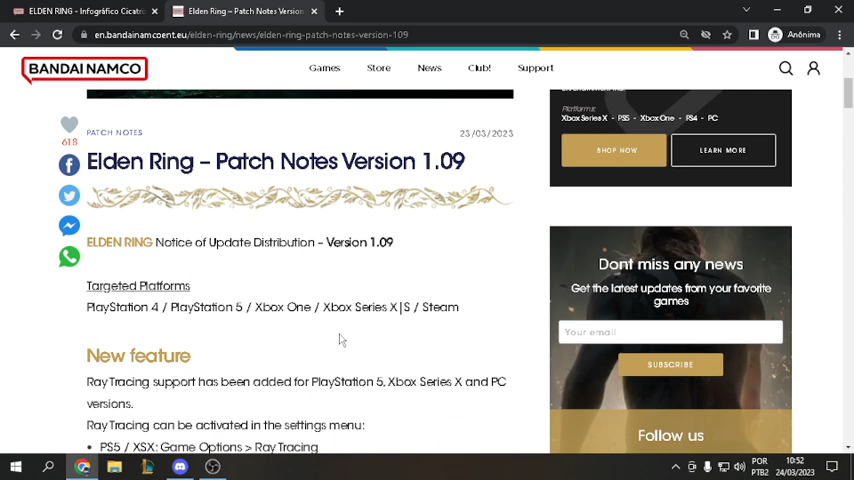 ELDEN RING - Infográfico Cicatri
Elden Ring – Patch Notes Version
en.bandainamcoent.eu/elden-ring/news/elden-ring-patch-notes-version-109
Anônima
BANDAI NAMCO
Games
Store
News
Club!
Support
618
PATCH NOTES
23/03/2023
Elden Ring – Patch Notes Version 1.09
ELDEN RING Notice of Update Distribution – Version 1.09
Targeted Platforms
PlayStation 4 / PlayStation 5 / Xbox One / Xbox Series X|S / Steam
New feature
Ray Tracing support has been added for PlayStation 5, Xbox Series X and PC
versions.
Ray Tracing can be activated in the settings menu:
• PS5 / XSX: Game Options > Ray Tracing
Platforms:
Xbox Series X - PS5 - Xbox One - PS4 - PC
SHOP NOW
LEARN MORE
Dont miss any news
Get the latest updates from your favorite
games
Your email
SUBSCRIBE
Follow us
POR
PTB2
10:52
24/03/2023